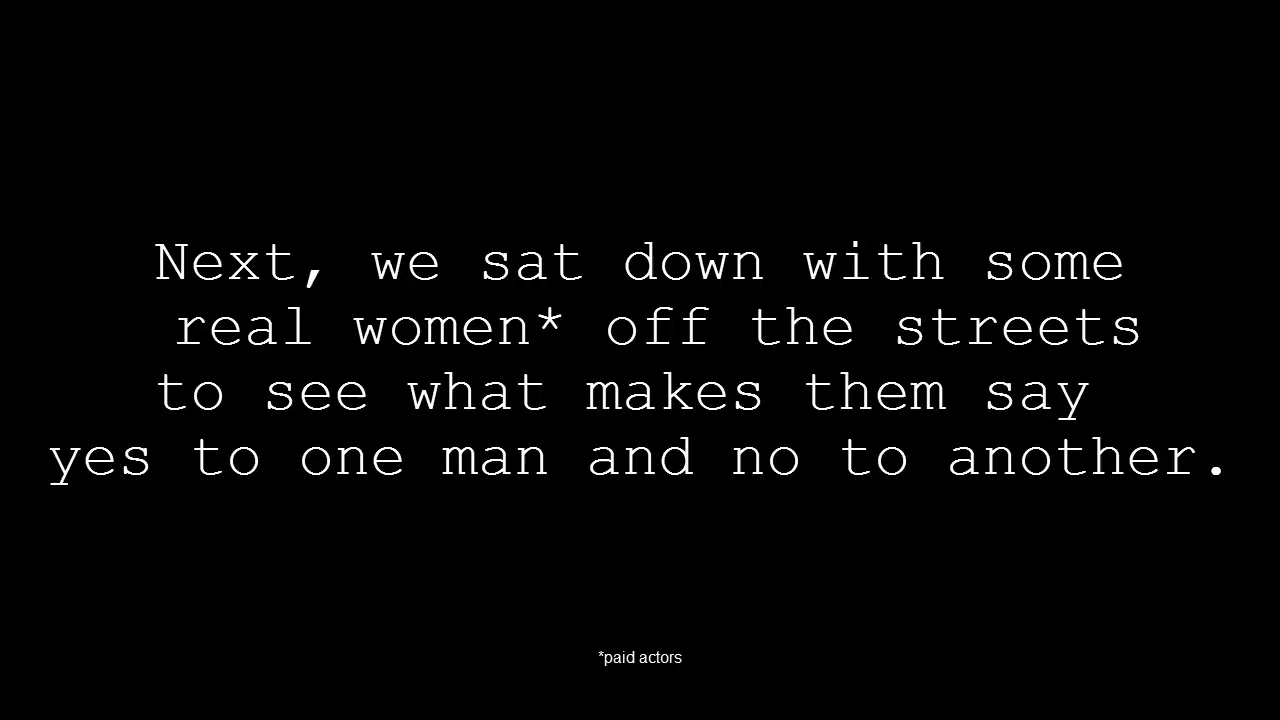 Next, we sat down with some
real women* off the streets
to see what makes them say
yes to one man and no to another.
*paid actors